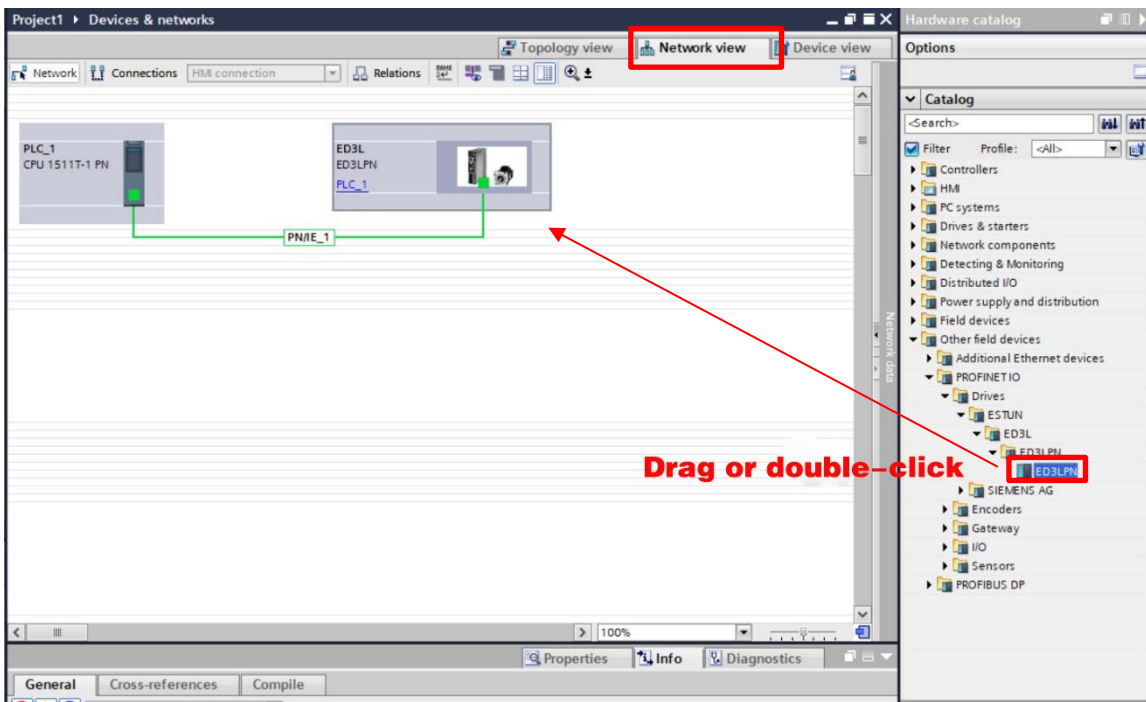 Project1 ▸ Devices & networks
Topology view
Network view
Device view
Network
Connections
HMI connection
Relations
PLC_1
CPU 1511T-1 PN
ED3L
ED3LPN
PLC_1
PN/IE_1
Drag or double-click
Network data
100%
Properties
Info
Diagnostics
General
Cross-references
Compile
Hardware catalog
Options
Catalog
<Search>
Filter
Profile:
<All>
Controllers
HMI
PC systems
Drives & starters
Network components
Detecting & Monitoring
Distributed I/O
Power supply and distribution
Field devices
Other field devices
Additional Ethernet devices
PROFINET IO
Drives
ESTUN
ED3L
ED3LPN
ED3LPN
SIEMENS AG
Encoders
Gateway
I/O
Sensors
PROFIBUS DP